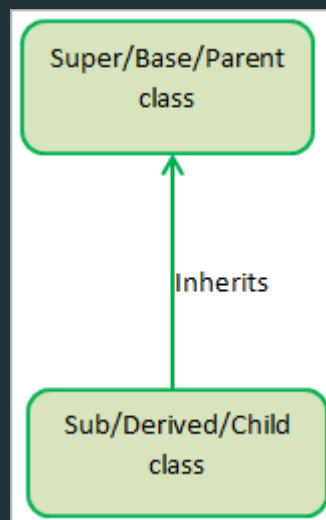 Super/Base/Parent
class
Inherits
Sub/Derived/Child
class